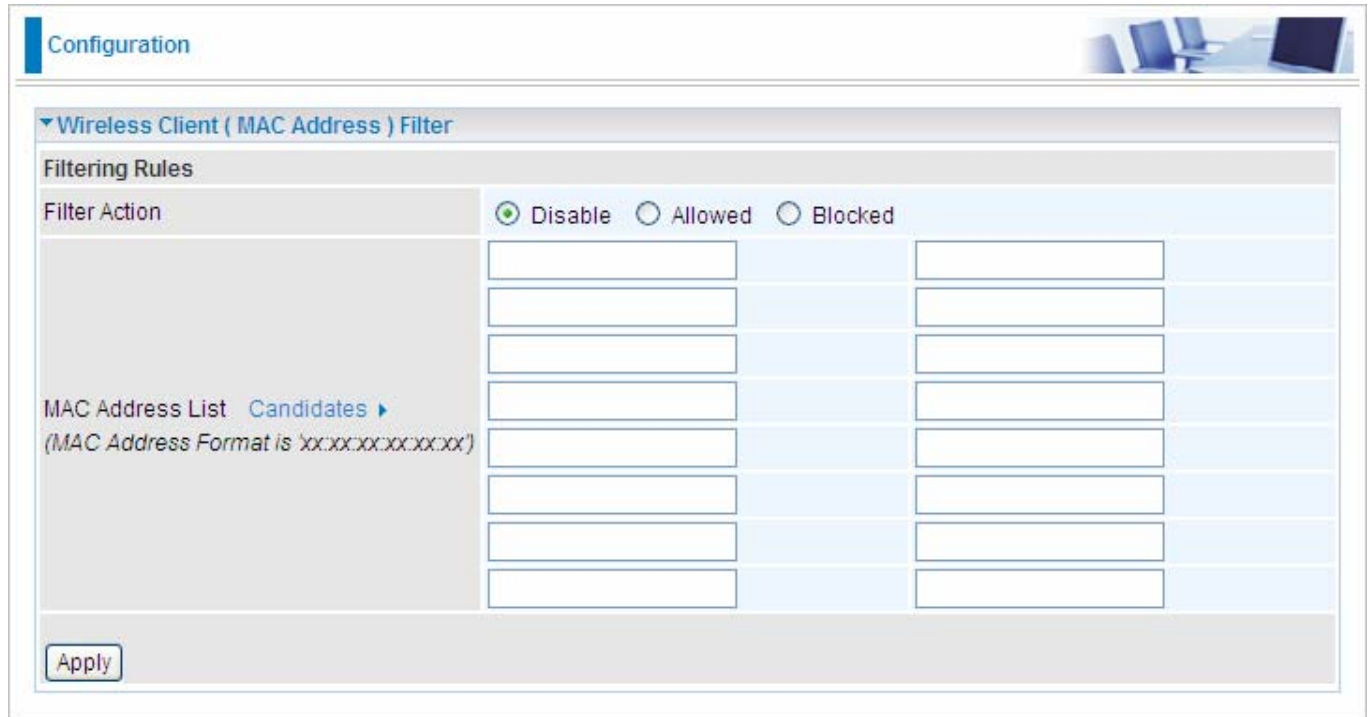 Configuration
Wireless Client ( MAC Address ) Filter
Filtering Rules
Filter Action
Disable Allowed Blocked
MAC Address List Candidates
(MAC Address Format is 'xx:xx:xx:xx:xx:xx')
Apply